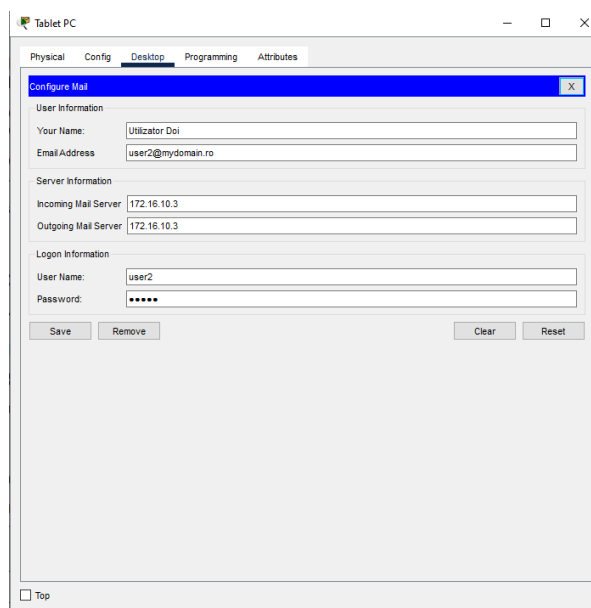 Tablet PC
Physical Config Desktop Programming Attributes
Configure Mail X
User Information
Your Name: Utilizator Doi
Email Address user2@mydomain.ro
Server Information
Incoming Mail Server 172.16.10.3
Outgoing Mail Server 172.16.10.3
Logon Information
User Name: user2
Password: •••••
Save Remove Clear Reset
Top